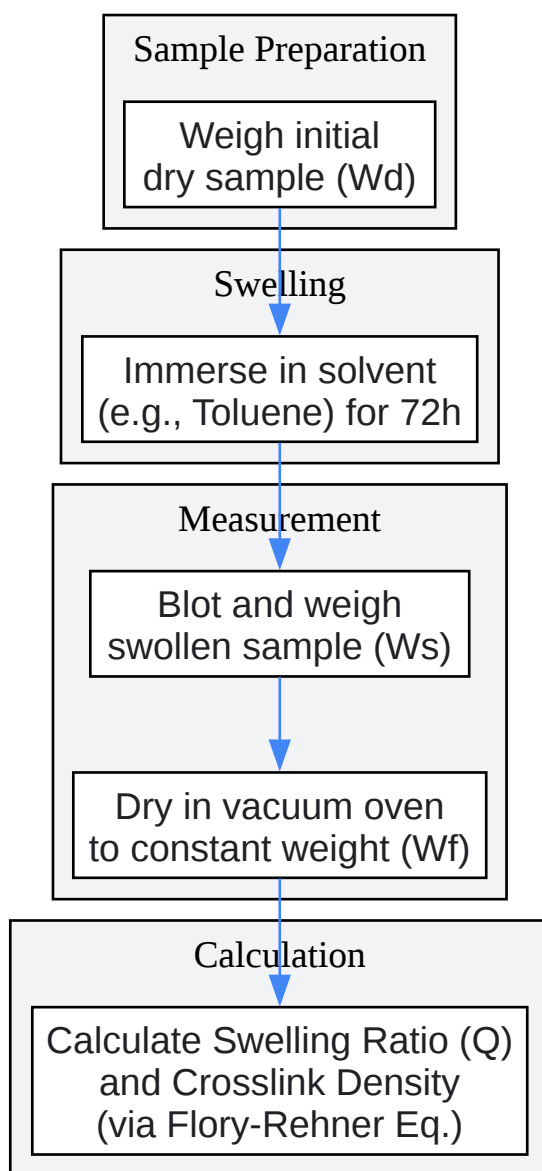 Sample Preparation
Weigh initial
dry sample (Wd)
Swelling
Immerse in solvent
(e.g., Toluene) for 72h
Measurement
Blot and weigh
swollen sample (Ws)
Dry in vacuum oven
to constant weight (Wf)
Calculation
Calculate Swelling Ratio (Q)
and Crosslink Density
(via Flory-Rehner Eq.)